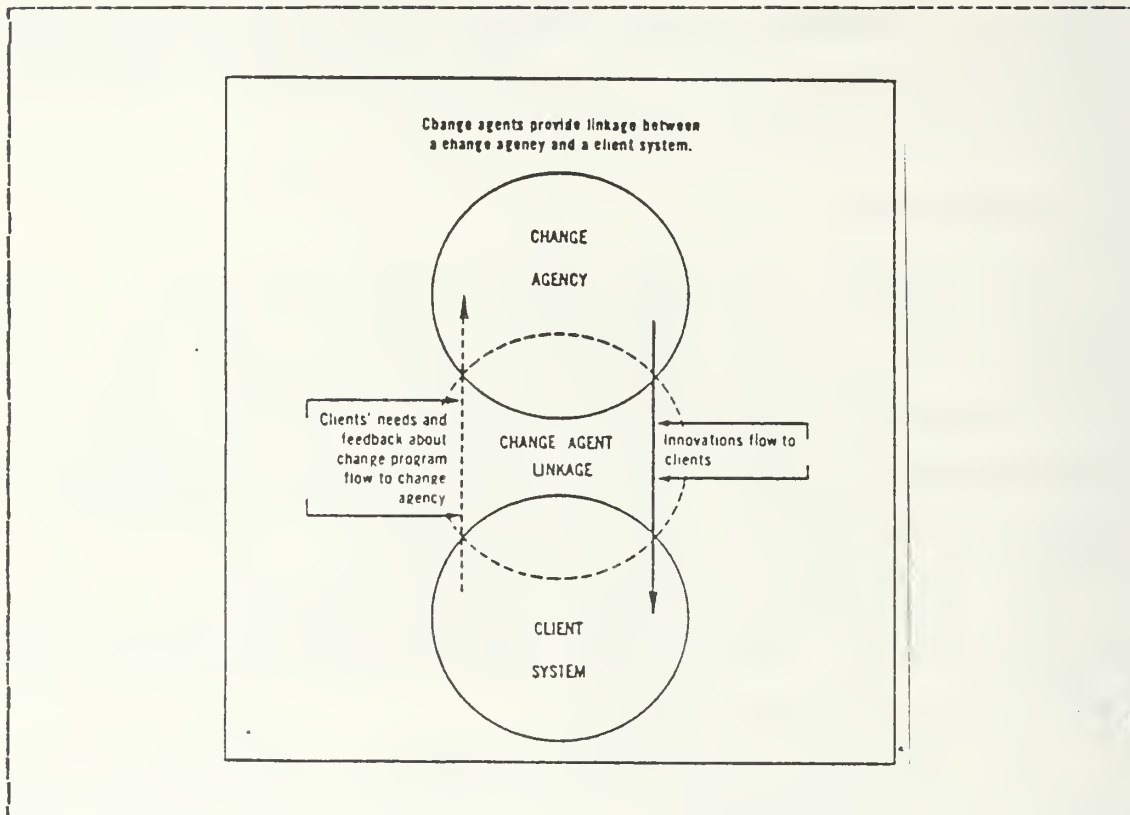 Change agents provide linkage between
a change agency and a client system.
CHANGE
AGENCY
Clients' needs and
feedback about
change program
flow to change
agency
CHANGE AGENT
LINKAGE
Innovations flow to
clients
CLIENT
SYSTEM